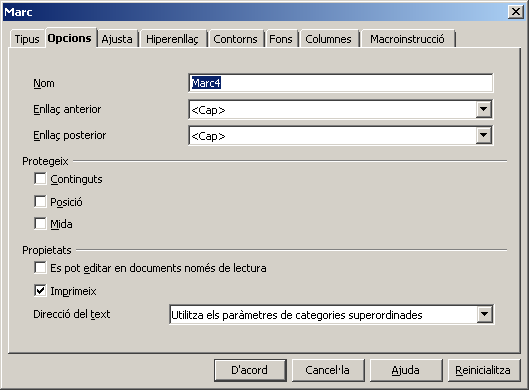 Marc
Tipus Opcions Ajusta Hiperenllaç Contorns Fons Columnes Macroinstrucció
Nom Marc4
Enllaç anterior <Cap>
Enllaç posterior <Cap>
Protegeix
Continguts
Posició
Mida
Propietats
Es pot editar en documents només de lectura
Imprimeix
Direcció del text Utilitza els paràmetres de categories superordinades
D'acord Cancel·la Ajuda Reinicialitza